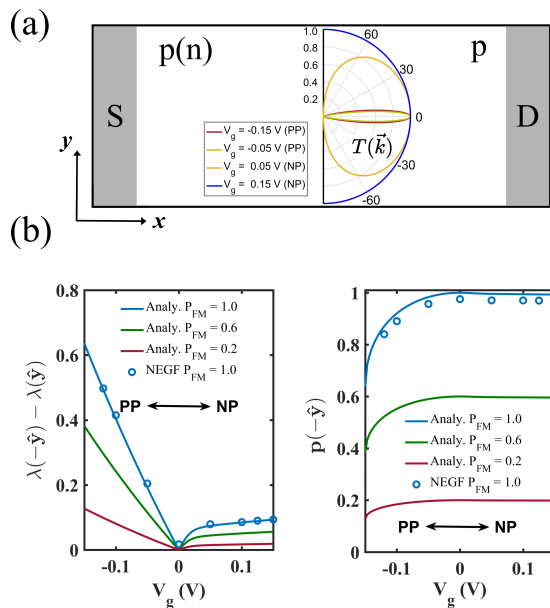 (a)
p(n)
p
S
D
1.0
0.8
0.6
0.4
0.2
60
30
0
-30
-60
T(k⃗)
V_g = -0.15 V (PP)
V_g = -0.05 V (PP)
V_g = 0.05 V (NP)
V_g = 0.15 V (NP)
y
x
(b)
0.8
0.6
0.4
0.2
0
-0.1 0 0.1
λ(-ŷ) − λ(ŷ)
V_g (V)
Analy. P_FM = 1.0
Analy. P_FM = 0.6
Analy. P_FM = 0.2
NEGF P_FM = 1.0
PP NP
1
0.8
0.6
0.4
0.2
0
-0.1 0 0.1
p(-ŷ)
V_g (V)
Analy. P_FM = 1.0
Analy. P_FM = 0.6
Analy. P_FM = 0.2
NEGF P_FM = 1.0
PP NP